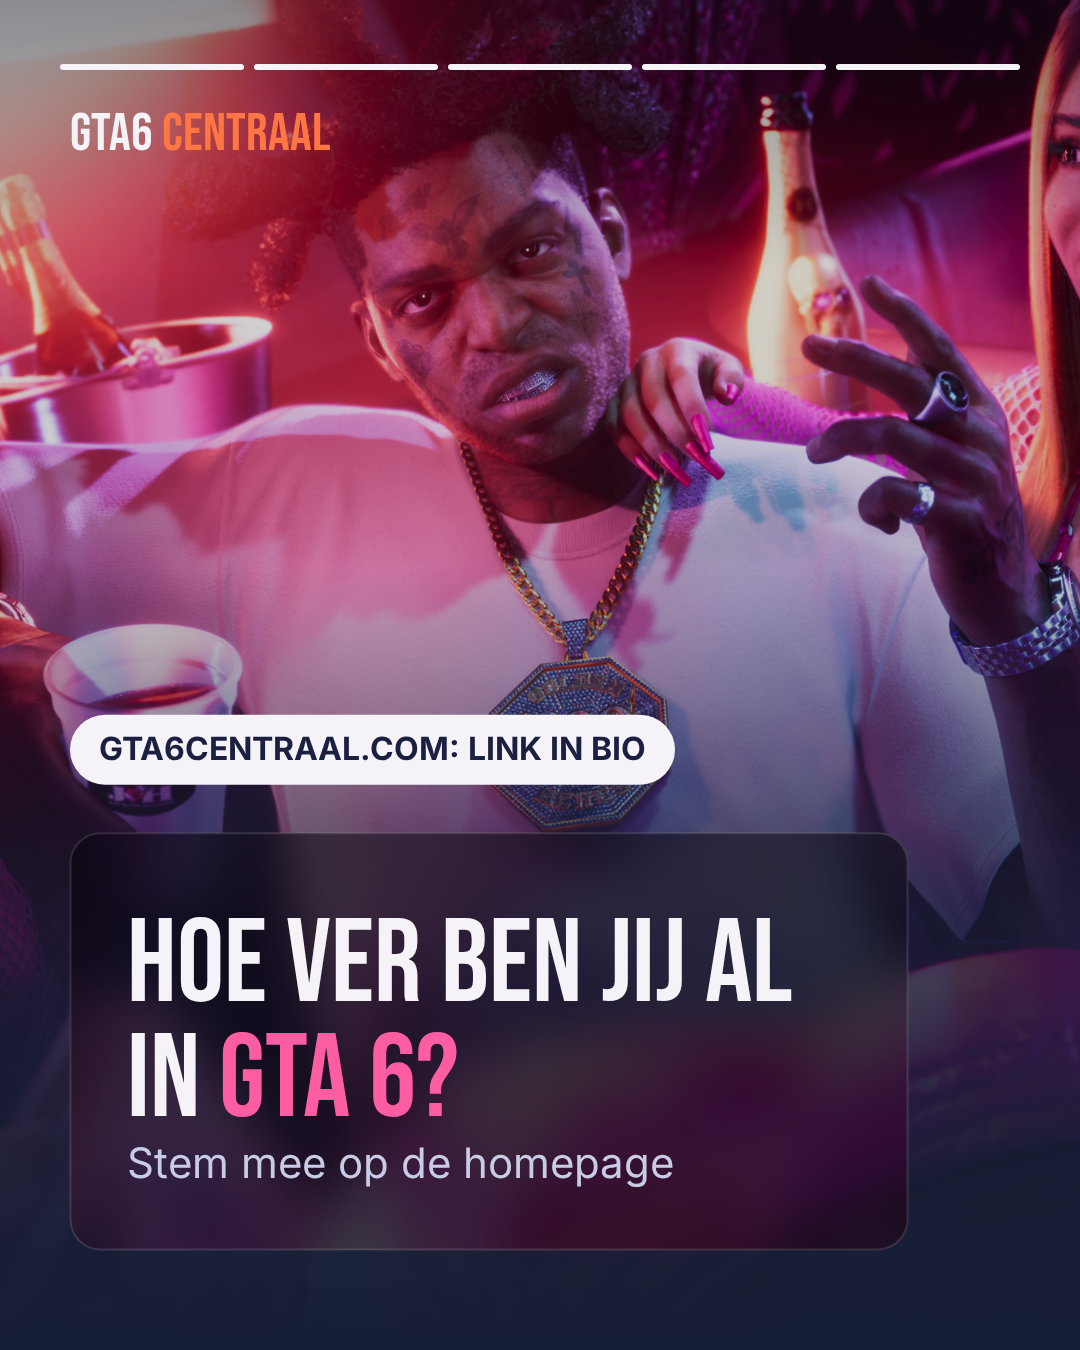 GTA6 CENTRAAL
GTA6CENTRAAL.COM: LINK IN BIO
HOE VER BEN JIJ AL
IN GTA 6?
Stem mee op de homepage